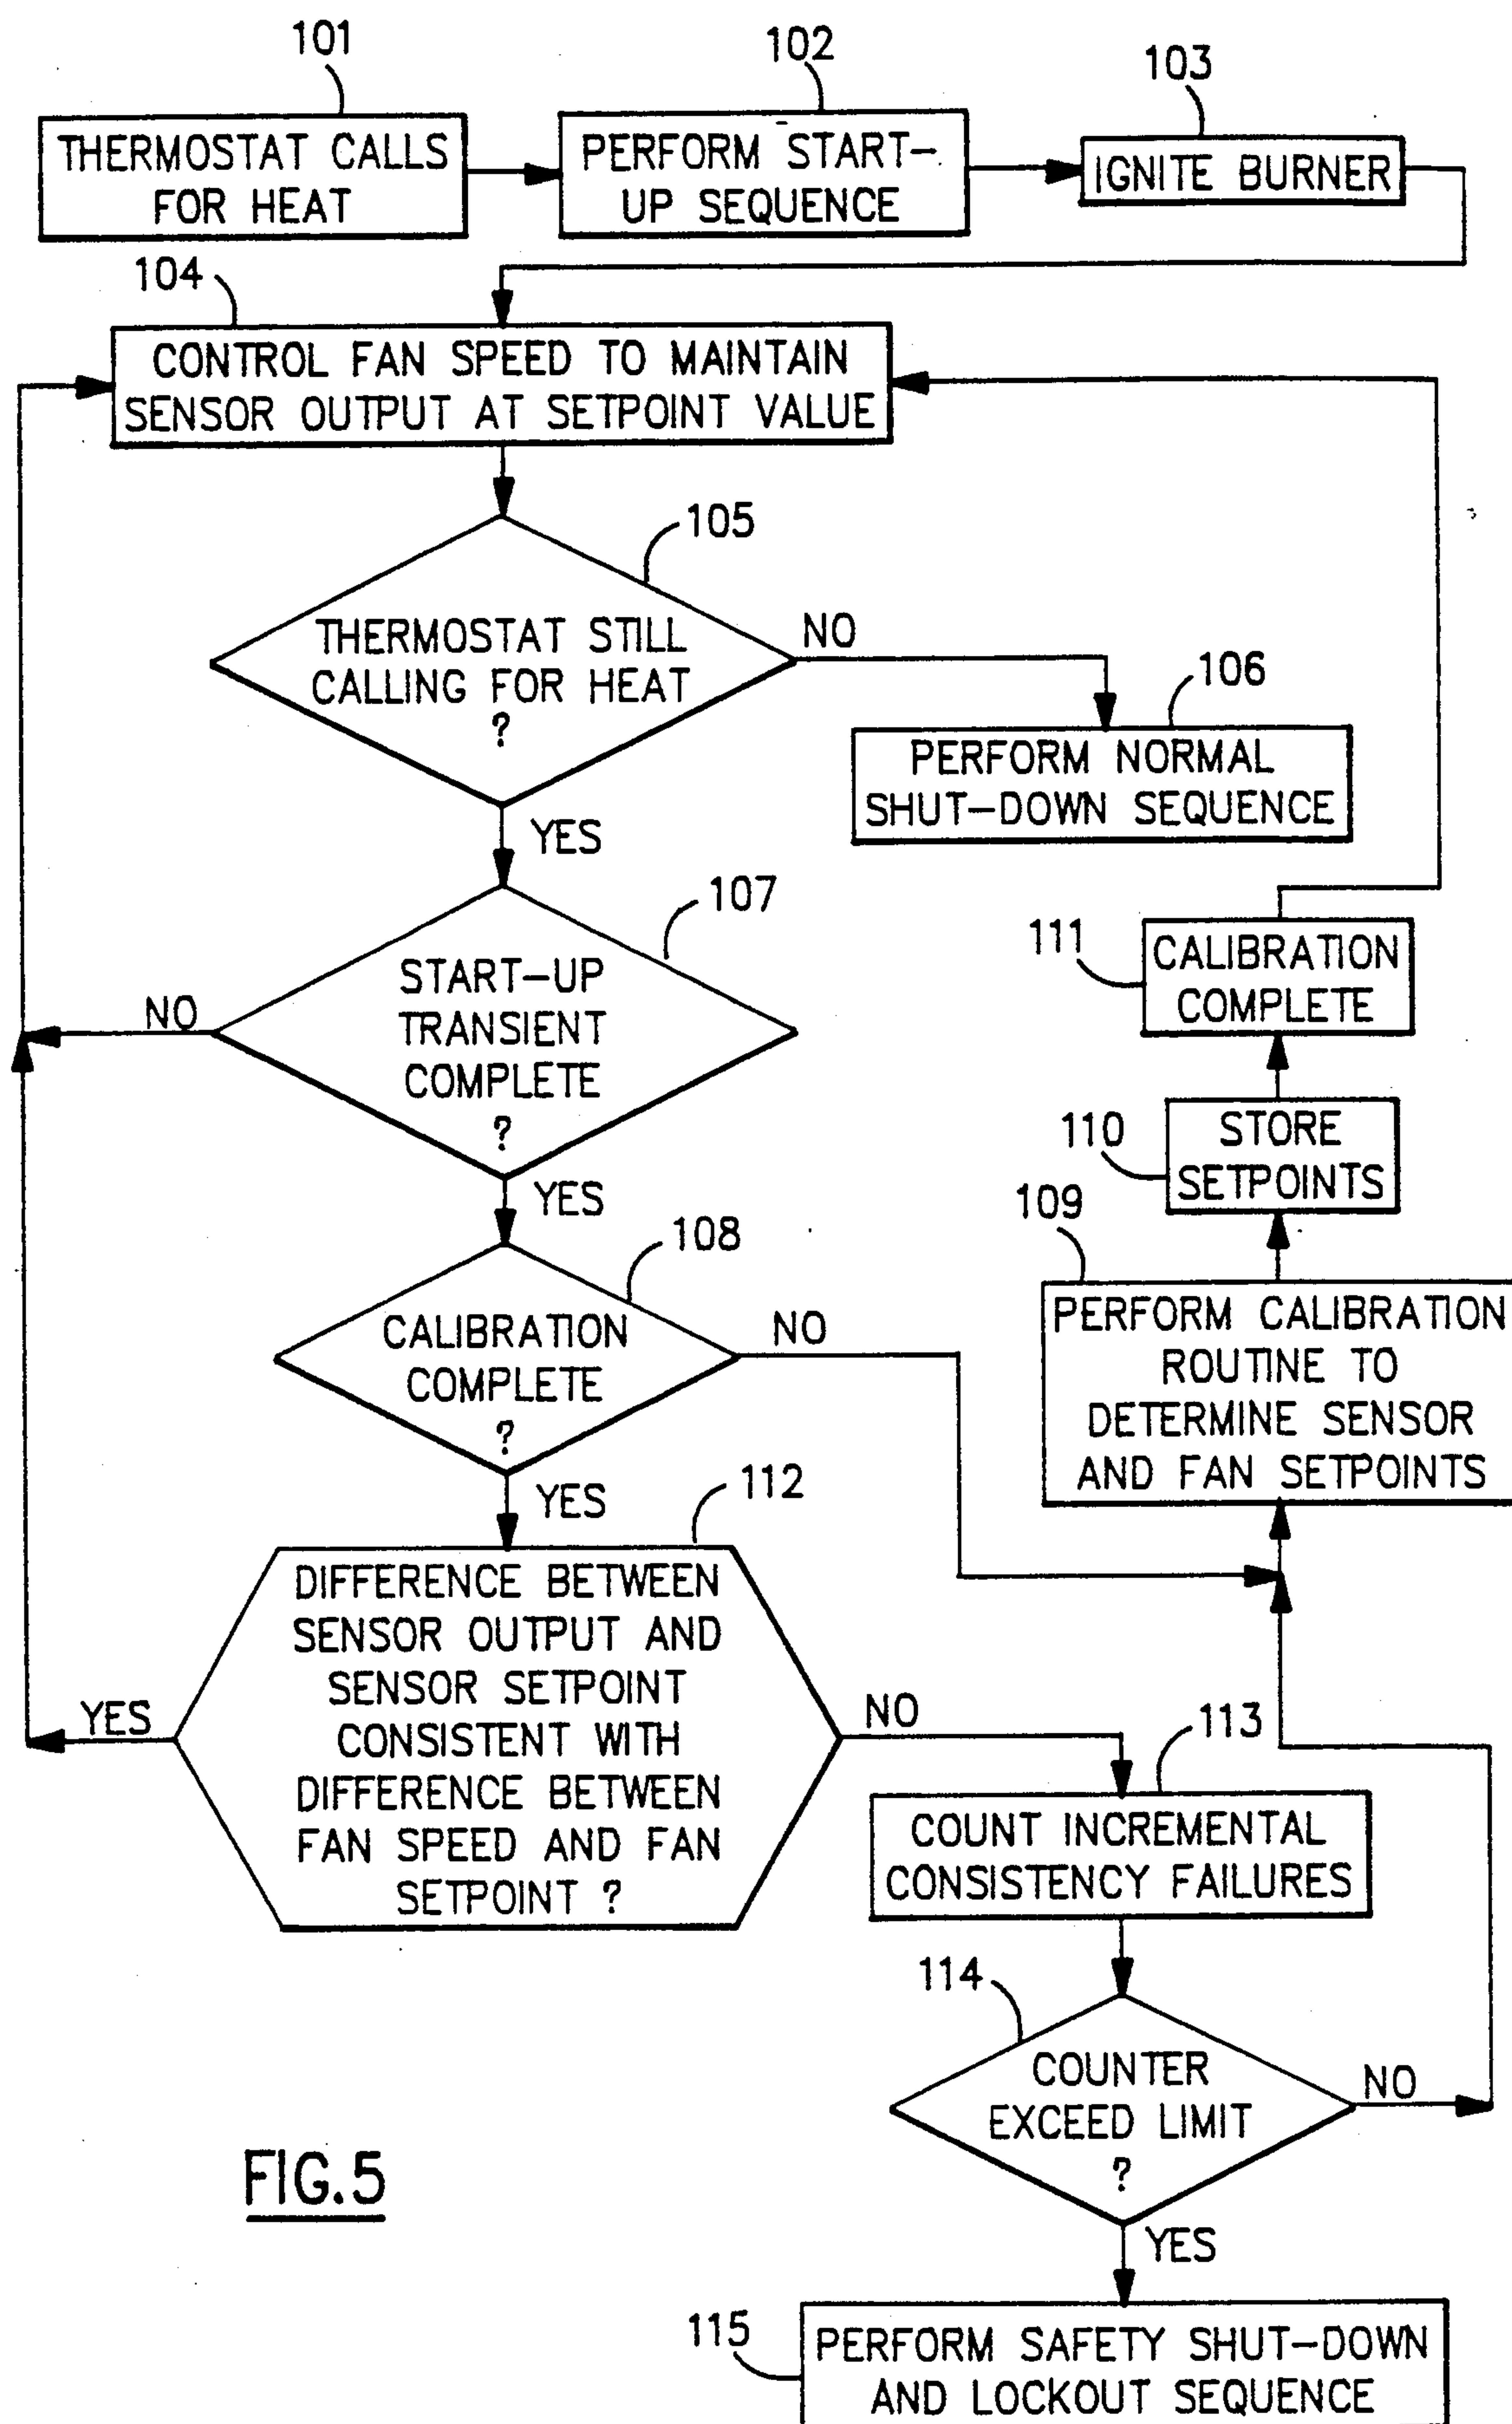 101
THERMOSTAT CALLS
FOR HEAT
102
PERFORM START-
UP SEQUENCE
103
IGNITE BURNER
104
CONTROL FAN SPEED TO MAINTAIN
SENSOR OUTPUT AT SETPOINT VALUE
105
THERMOSTAT STILL
CALLING FOR HEAT
?
NO
106
PERFORM NORMAL
SHUT-DOWN SEQUENCE
YES
107
START-UP
TRANSIENT
COMPLETE
?
NO
YES
108
CALIBRATION
COMPLETE
?
NO
111
CALIBRATION
COMPLETE
110
STORE
SETPOINTS
109
PERFORM CALIBRATION
ROUTINE TO
DETERMINE SENSOR
AND FAN SETPOINTS
YES
112
DIFFERENCE BETWEEN
SENSOR OUTPUT AND
SENSOR SETPOINT
CONSISTENT WITH
DIFFERENCE BETWEEN
FAN SPEED AND FAN
SETPOINT ?
YES
NO
113
COUNT INCREMENTAL
CONSISTENCY FAILURES
114
COUNTER
EXCEED LIMIT
?
NO
YES
115
PERFORM SAFETY SHUT-DOWN
AND LOCKOUT SEQUENCE
FIG.5